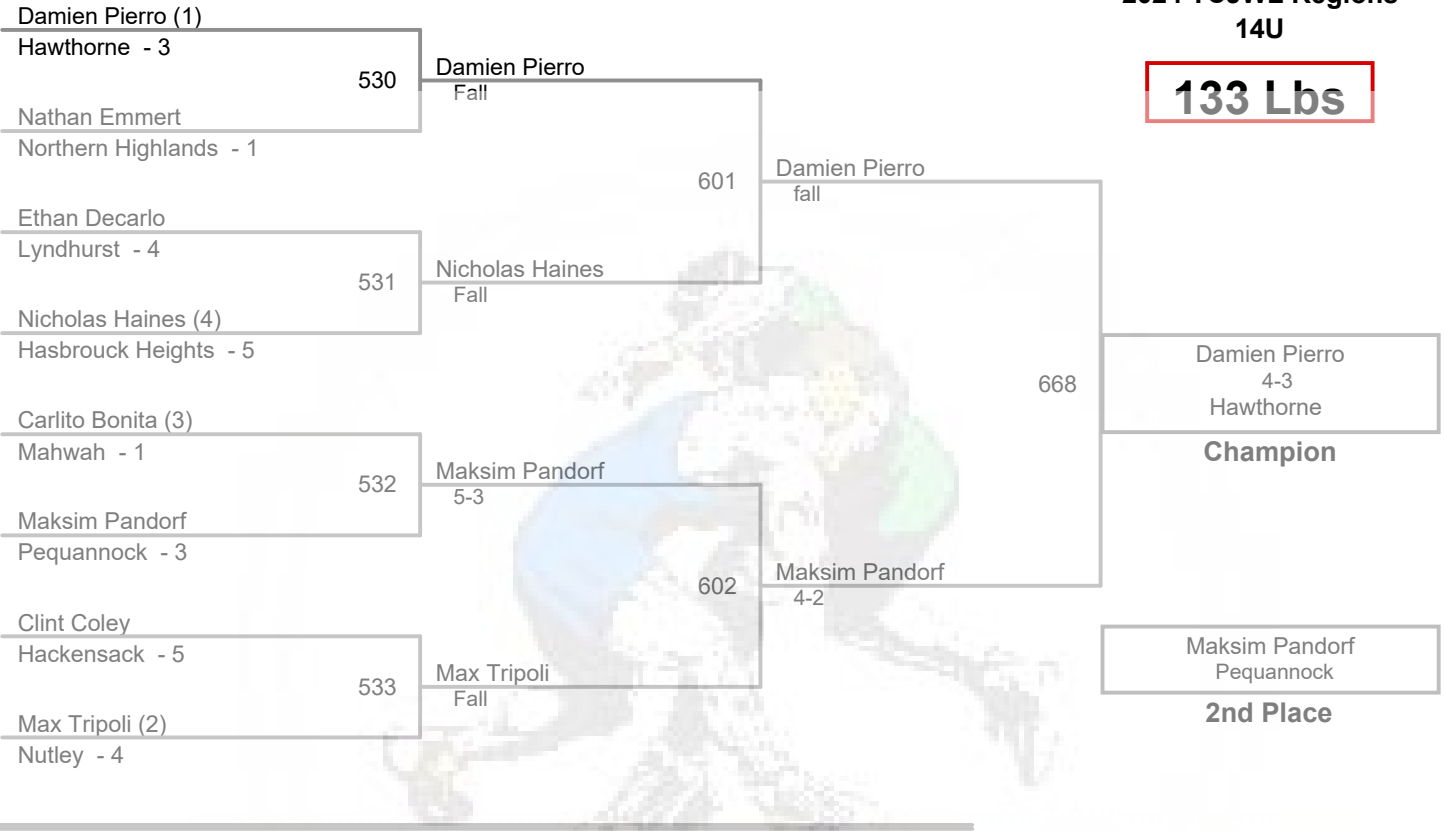 2024 TCJWL Regions
14U
133 Lbs
Damien Pierro (1)
Hawthorne - 3
530
Nathan Emmert
Northern Highlands - 1
Ethan Decarlo
Lyndhurst - 4
531
Nicholas Haines (4)
Hasbrouck Heights - 5
Carlito Bonita (3)
Mahwah - 1
532
Maksim Pandorf
Pequannock - 3
Clint Coley
Hackensack - 5
533
Max Tripoli (2)
Nutley - 4
Damien Pierro
Fall
601
Nicholas Haines
Fall
Maksim Pandorf
5-3
602
Max Tripoli
Fall
Damien Pierro
fall
668
Maksim Pandorf
4-2
Damien Pierro
4-3
Hawthorne
Champion
Maksim Pandorf
Pequannock
2nd Place